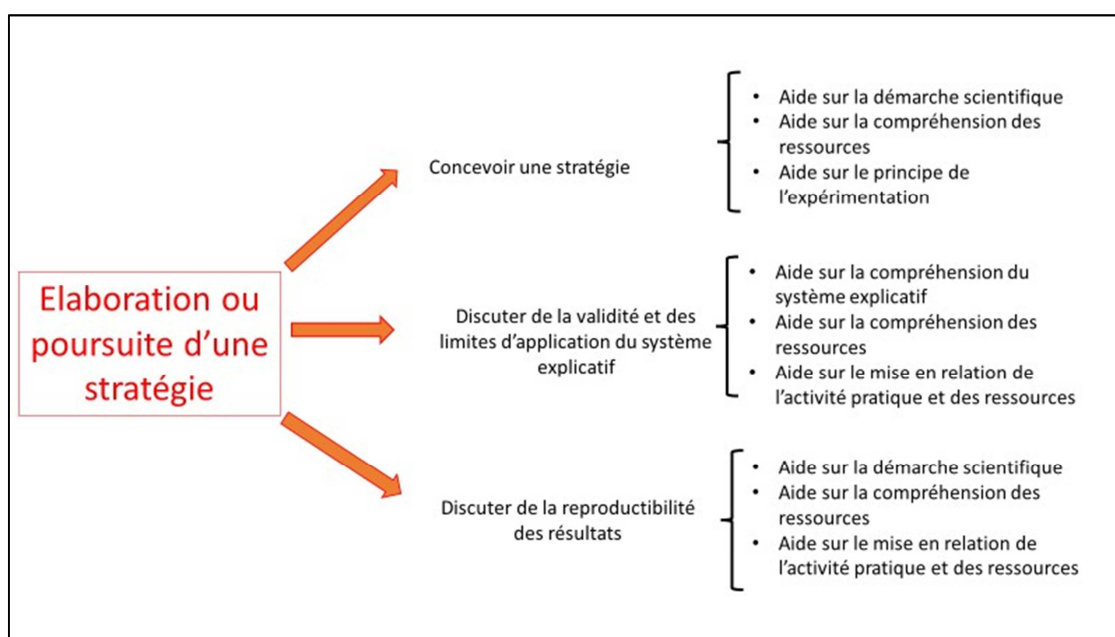 Elaboration ou
poursuite d'une
stratégie
Concevoir une stratégie
• Aide sur la démarche scientifique
• Aide sur la compréhension des
ressources
• Aide sur le principe de
l'expérimentation
Discuter de la validité et des
limites d'application du système
explicatif
• Aide sur la compréhension du
système explicatif
• Aide sur la compréhension des
ressources
• Aide sur le mise en relation de
l'activité pratique et des ressources
Discuter de la reproductibilité
des résultats
• Aide sur la démarche scientifique
• Aide sur la compréhension des
ressources
• Aide sur le mise en relation de
l'activité pratique et des ressources